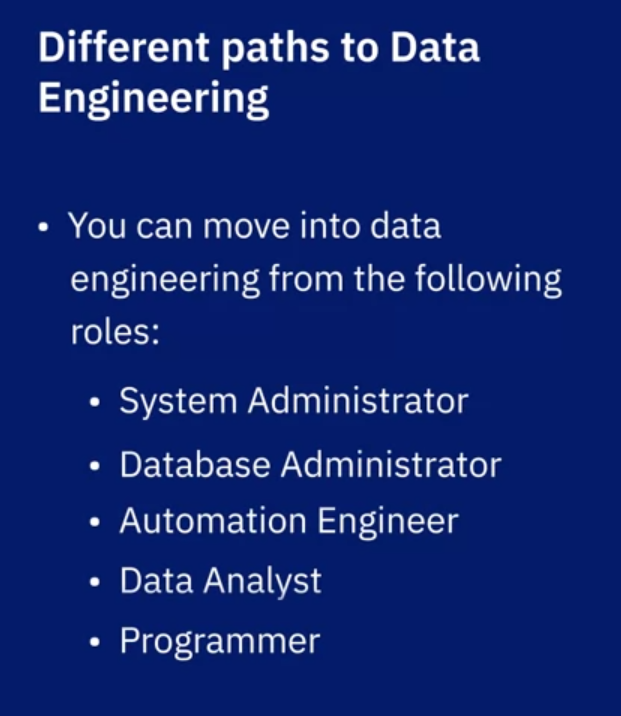 Different paths to Data
Engineering
• You can move into data
engineering from the following
roles:
• System Administrator
• Database Administrator
• Automation Engineer
• Data Analyst
• Programmer